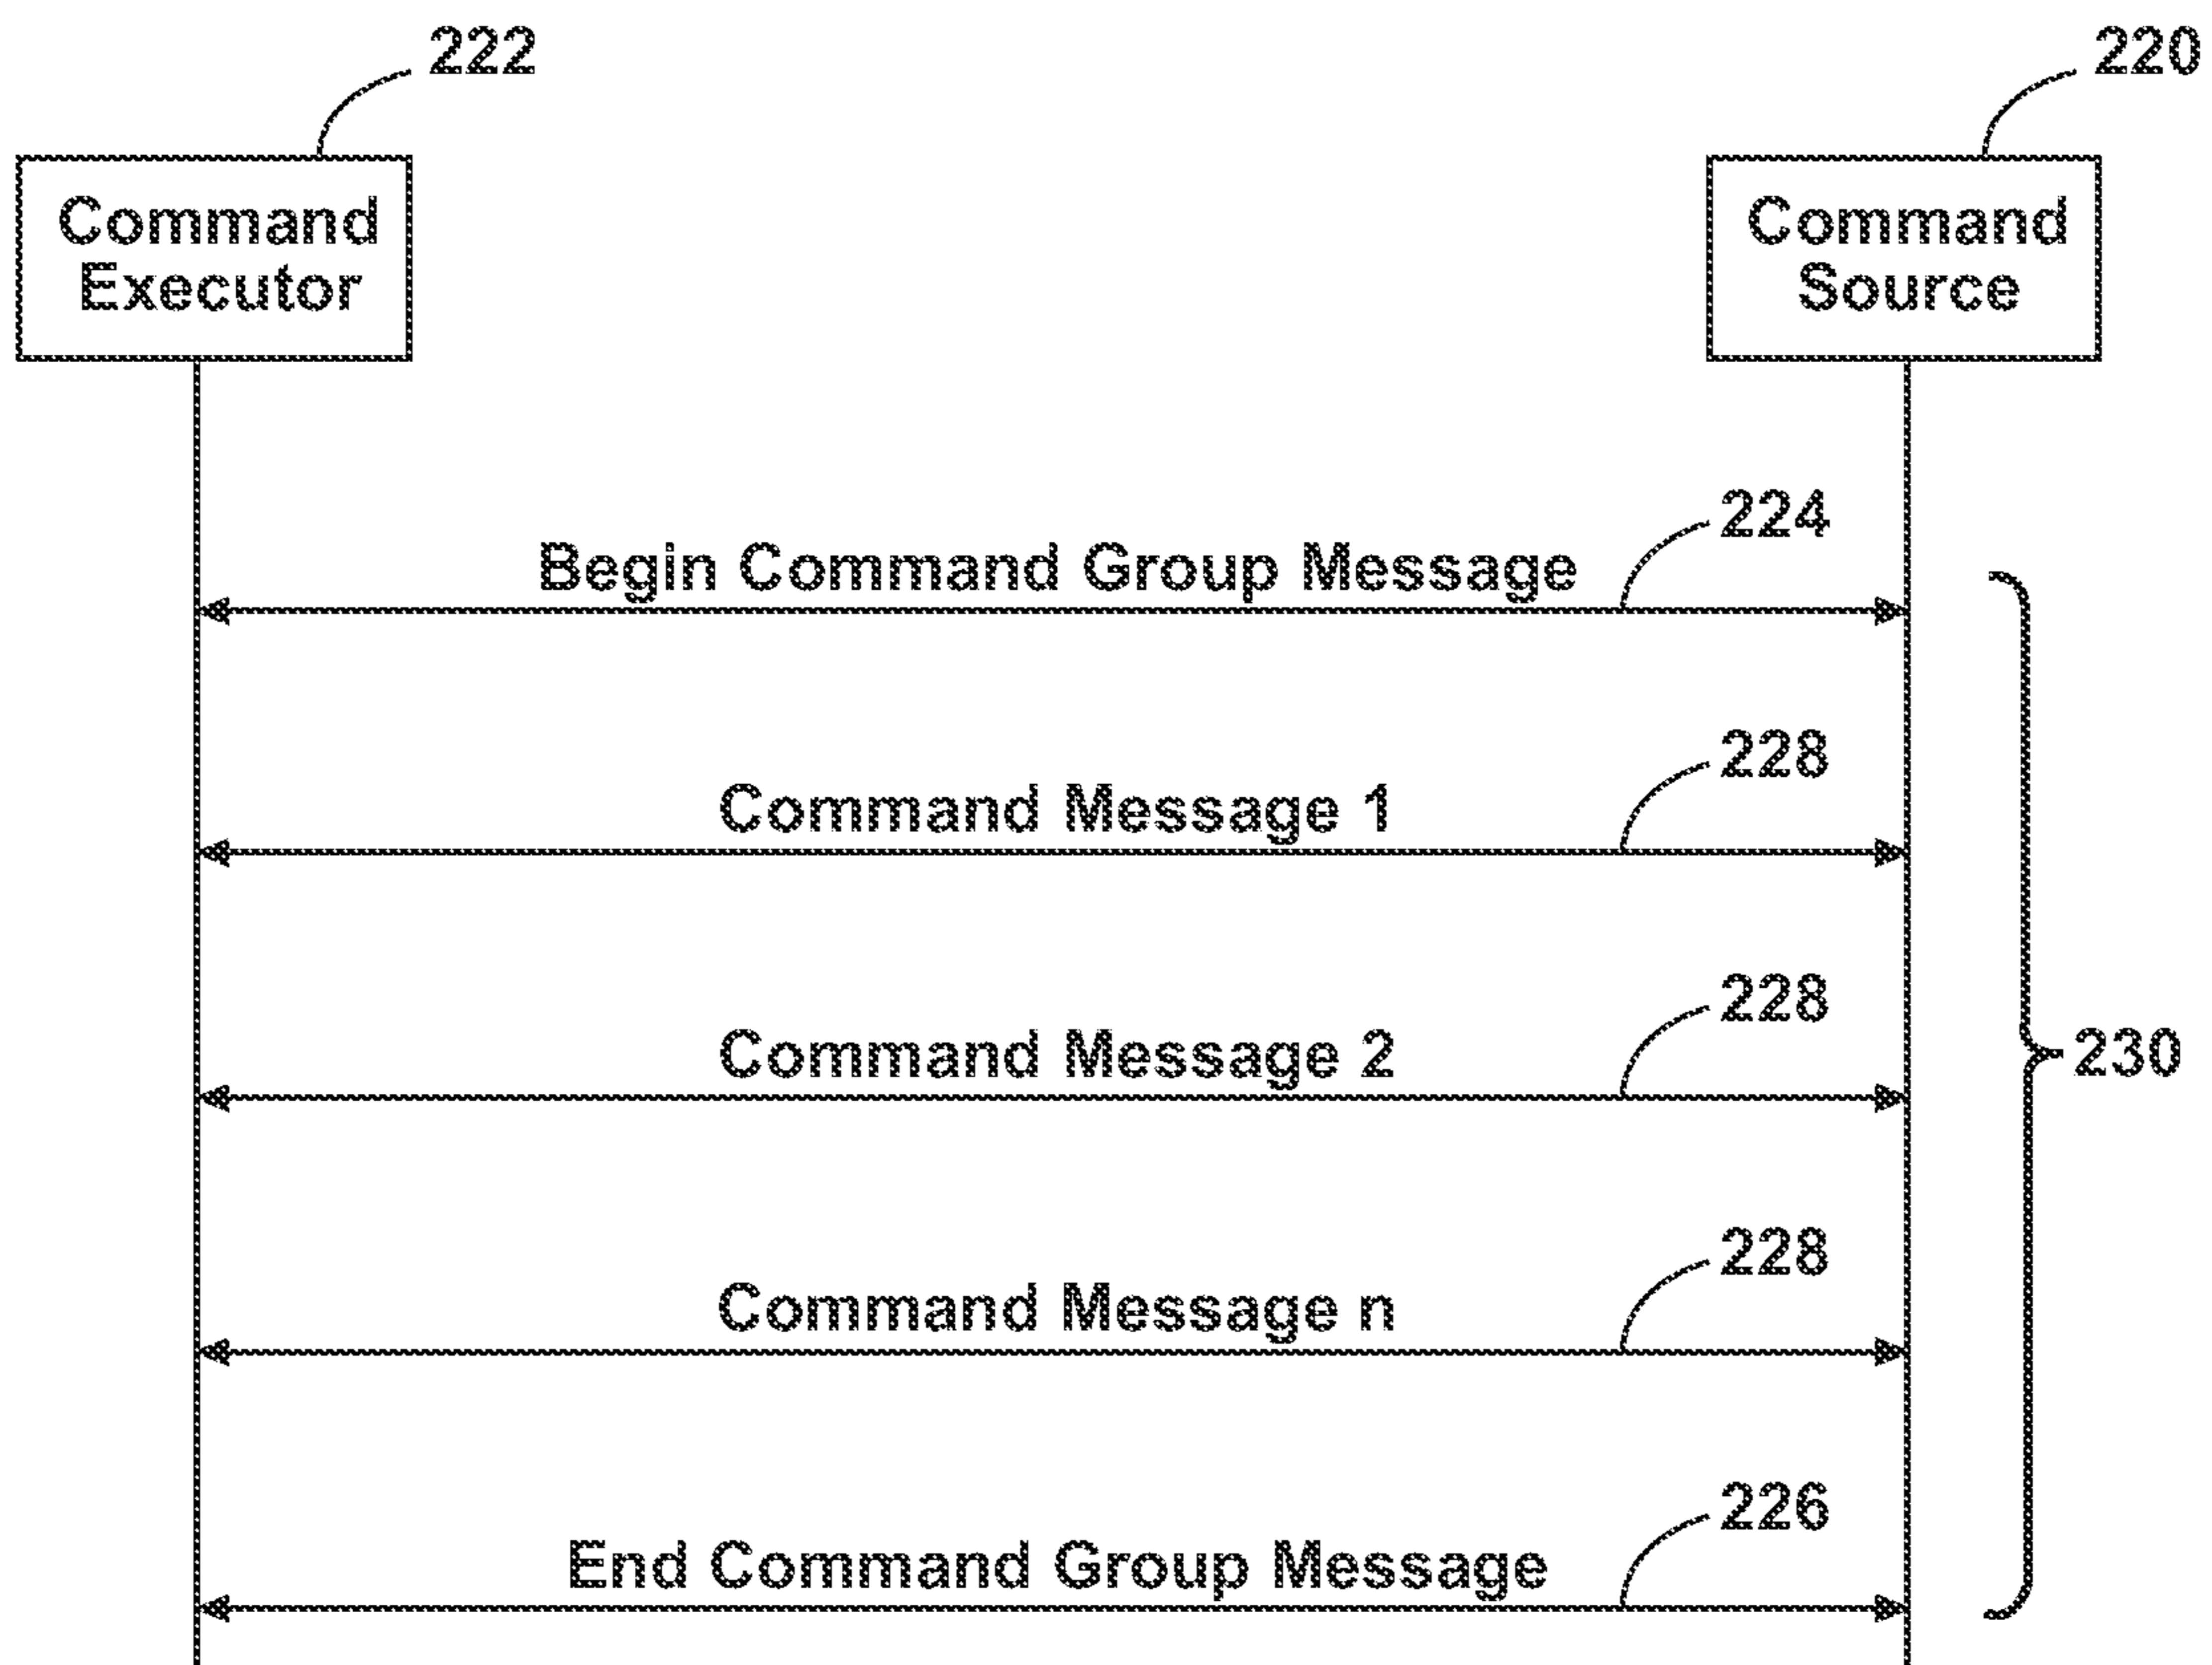 222
220
Command
Executor
Command
Source
224
Begin Command Group Message
228
Command Message 1
228
Command Message 2
230
228
Command Message n
226
End Command Group Message